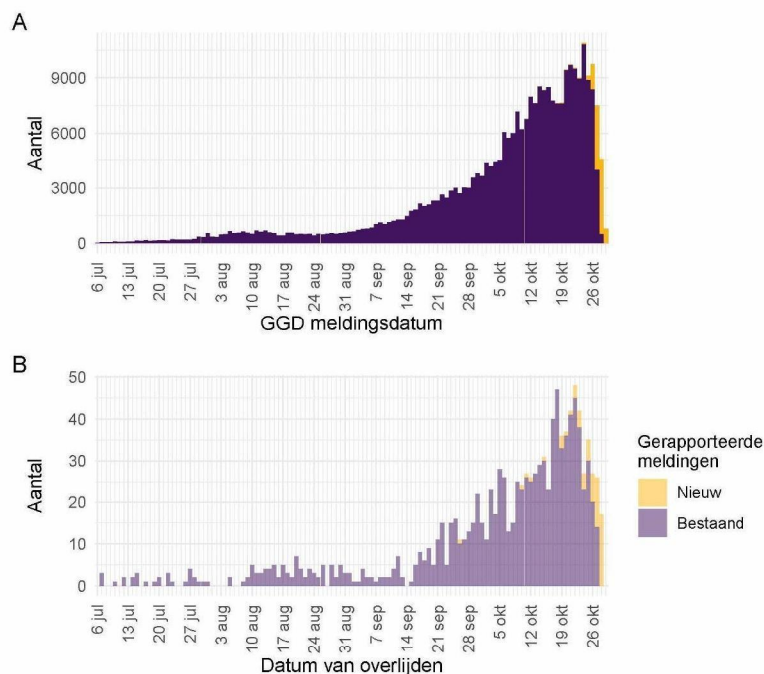 A
9000
6000
3000
0
Aantal
6 jul
13 jul
20 jul
27 jul
3 aug
10 aug
17 aug
24 aug
31 aug
7 sep
14 sep
21 sep
28 sep
5 okt
12 okt
19 okt
26 okt
GGD meldingsdatum
B
50
40
30
20
10
0
Aantal
6 jul
13 jul
20 jul
27 jul
3 aug
10 aug
17 aug
24 aug
31 aug
7 sep
14 sep
21 sep
28 sep
5 okt
12 okt
19 okt
26 okt
Datum van overlijden
Gerapporteerde
meldingen
Nieuw
Bestaand